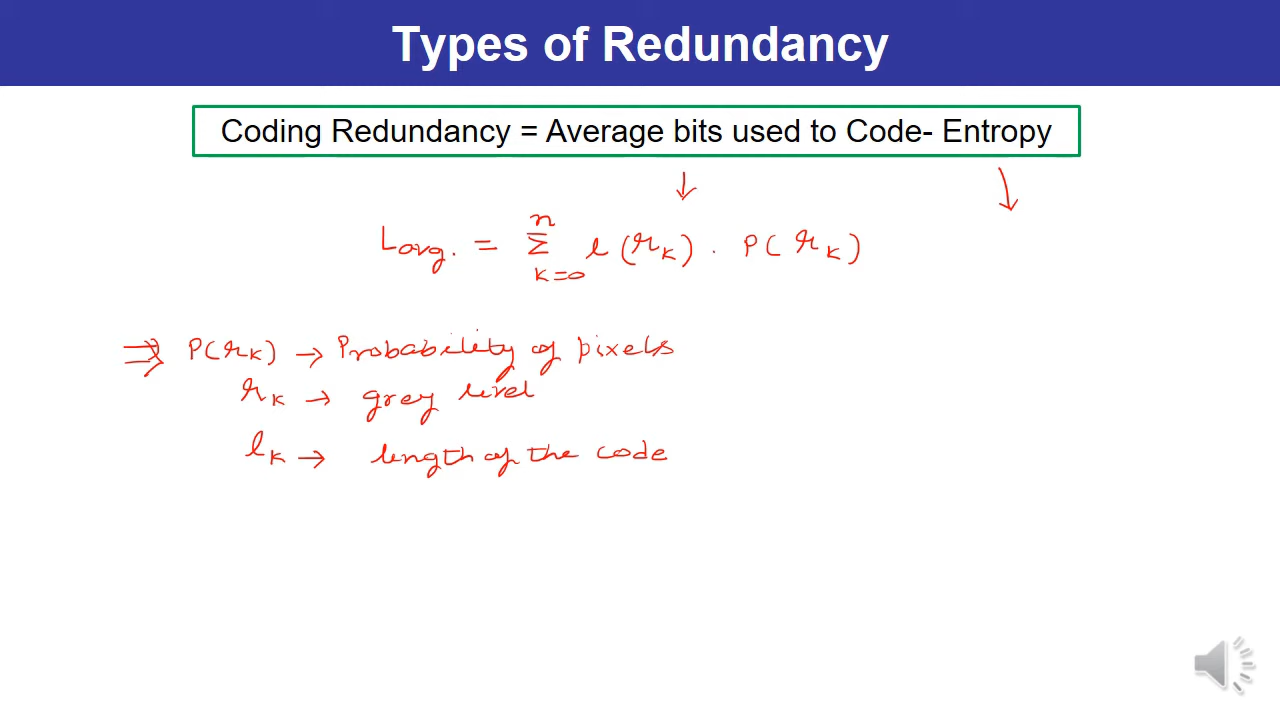 Types of Redundancy
Coding Redundancy = Average bits used to Code- Entropy
Lavg. = n Σ k=0 l(rk) . P(rk)
⇒ P(rk) → Probability of pixels
rk → grey level
lk → length of the code